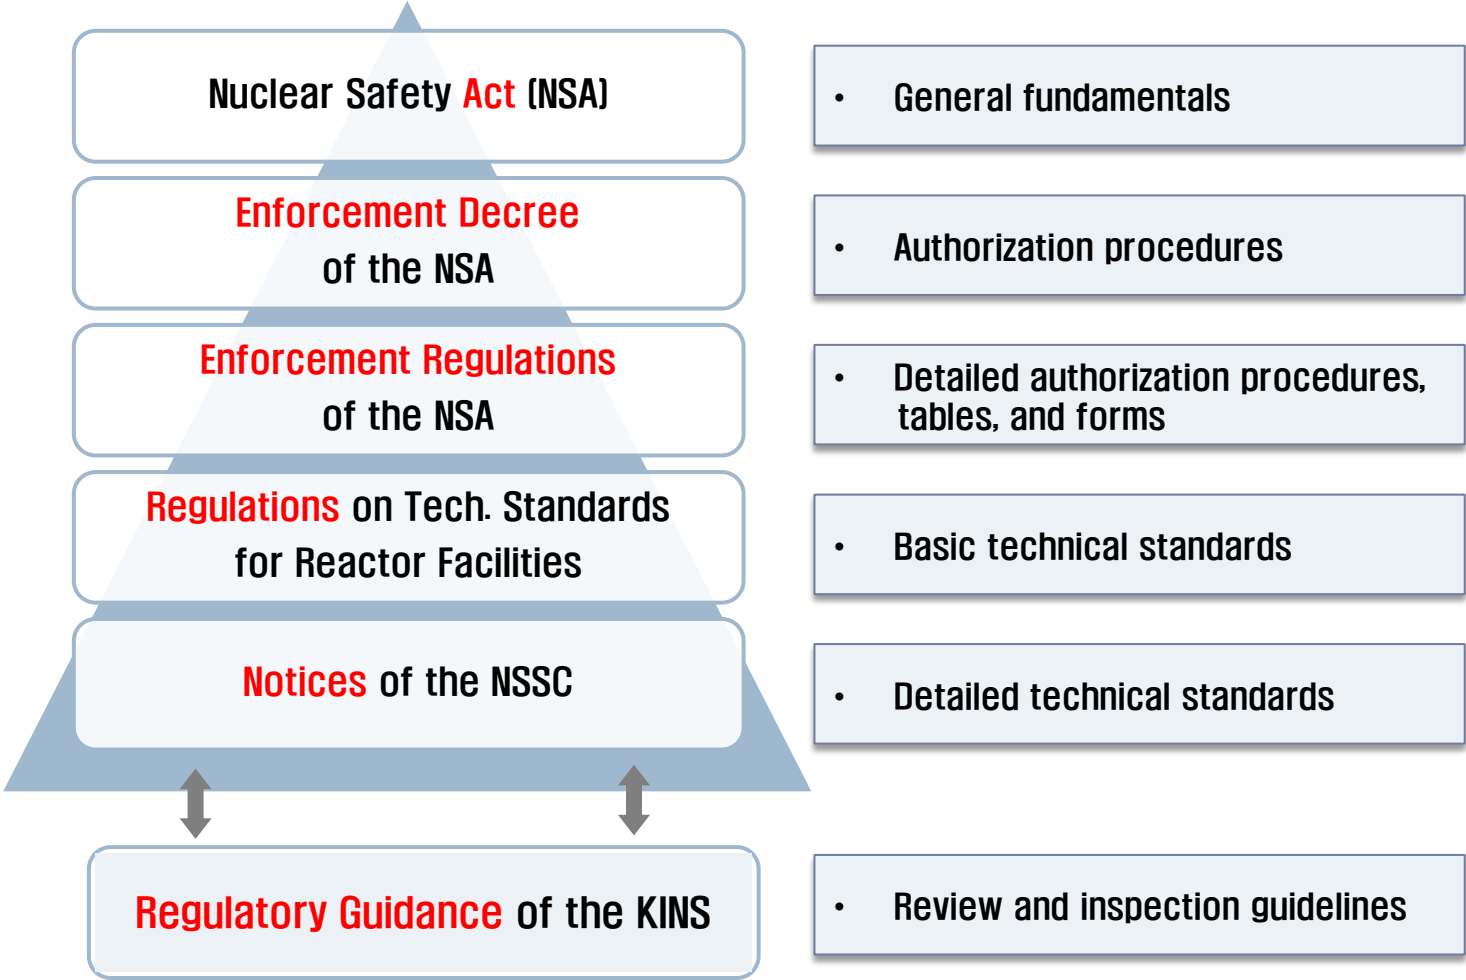 Nuclear Safety Act (NSA)
• General fundamentals
Enforcement Decree
of the NSA
• Authorization procedures
Enforcement Regulations
of the NSA
• Detailed authorization procedures,
tables, and forms
Regulations on Tech. Standards
for Reactor Facilities
• Basic technical standards
Notices of the NSSC
• Detailed technical standards
Regulatory Guidance of the KINS
• Review and inspection guidelines